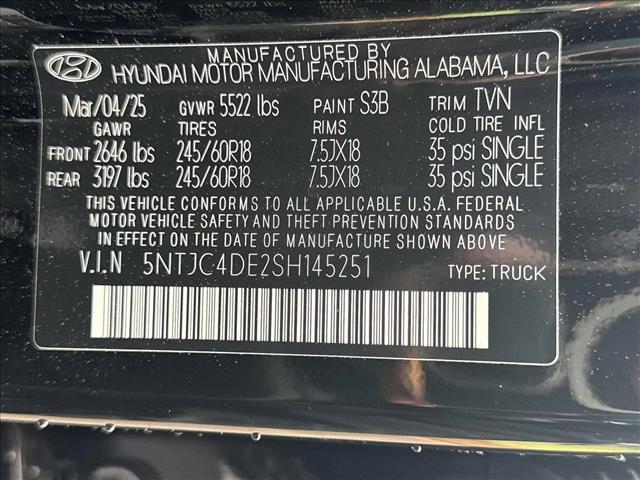 MANUFACTURED BY
HYUNDAI MOTOR MANUFACTURING ALABAMA, LLC
Mar/04/25 GVWR 5522 lbs PAINT S3B TRIM TVN
GAWR TIRES RIMS COLD TIRE INFL
FRONT 2646 lbs 245/60R18 7.5JX18 35 psi SINGLE
REAR 3197 lbs 245/60R18 7.5JX18 35 psi SINGLE
THIS VEHICLE CONFORMS TO ALL APPLICABLE U.S.A. FEDERAL
MOTOR VEHICLE SAFETY AND THEFT PREVENTION STANDARDS
IN EFFECT ON THE DATE OF MANUFACTURE SHOWN ABOVE
V.I.N 5NTJC4DE2SH145251 TYPE: TRUCK